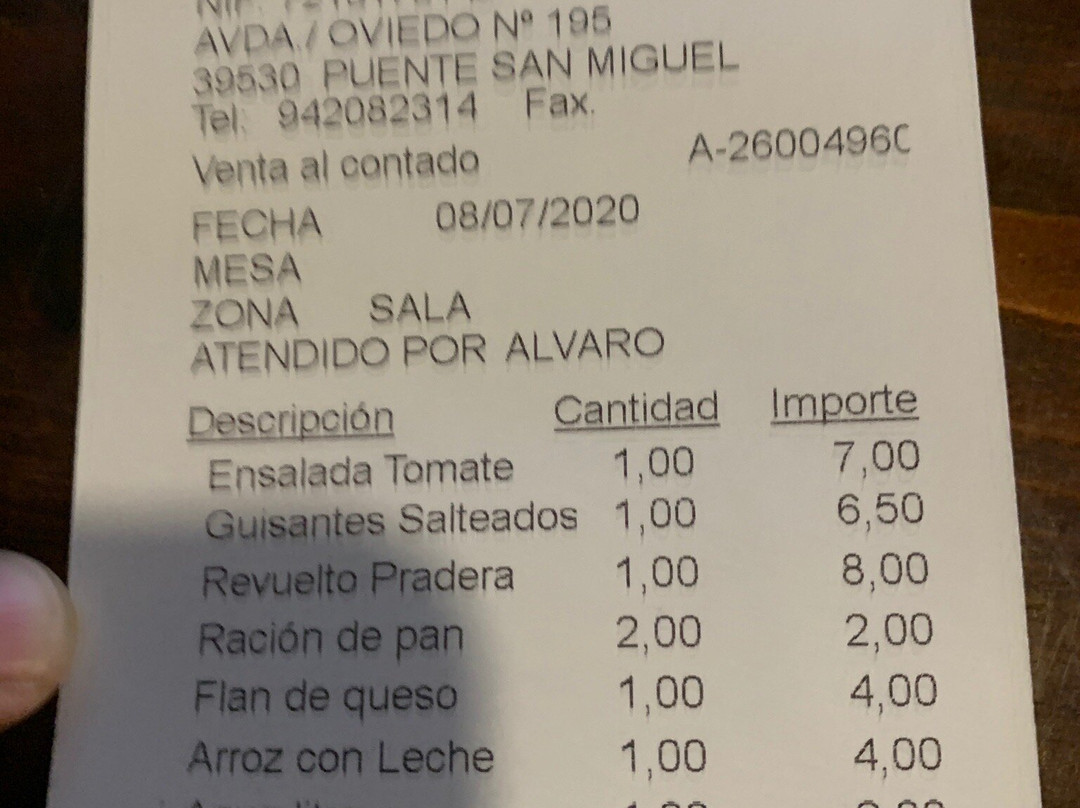 AVDA./ OVIEDO Nº 195
39530 PUENTE SAN MIGUEL
Tel. 942082314 Fax.
Venta al contado A-2600496
FECHA 08/07/2020
MESA
ZONA SALA
ATENDIDO POR ALVARO
Descripción Cantidad Importe
Ensalada Tomate 1,00 7,00
Guisantes Salteados 1,00 6,50
Revuelto Pradera 1,00 8,00
Ración de pan 2,00 2,00
Flan de queso 1,00 4,00
Arroz con Leche 1,00 4,00